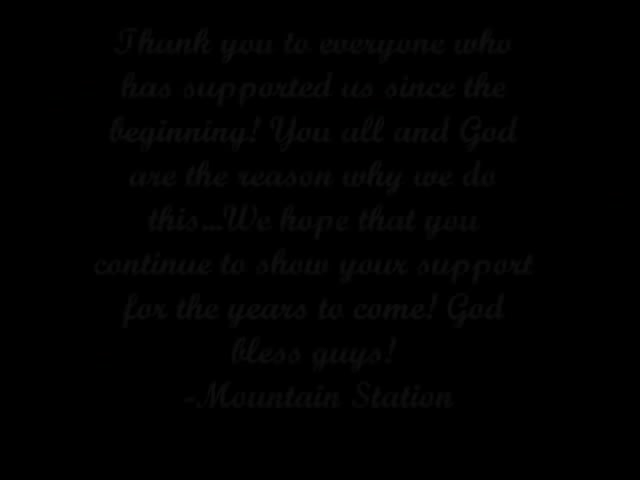 Thank you to everyone who
has supported us since the
beginning! You all and God
are the reason why we do
this...We hope that you
continue to show your support
for the years to come! God
bless guys!
-Mountain Station